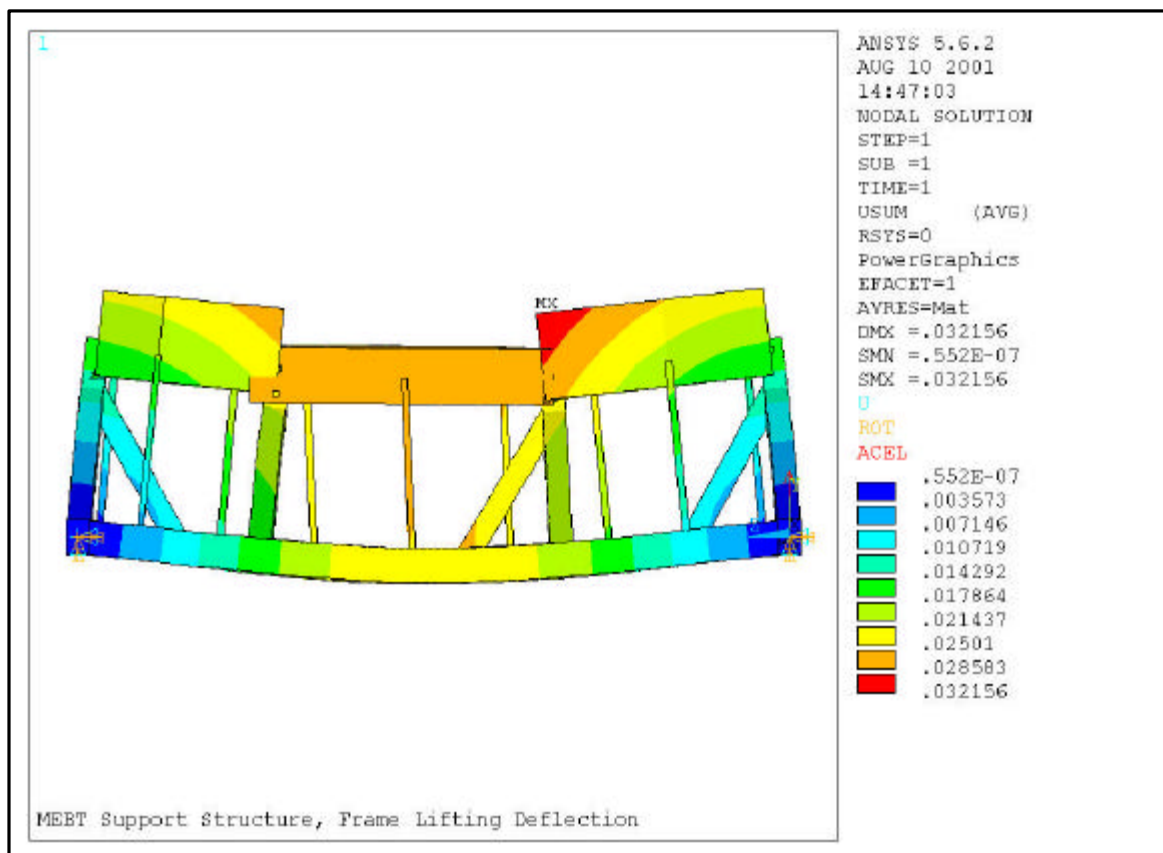 1
ANSYS 5.6.2
AUG 10 2001
14:47:03
NODAL SOLUTION
STEP=1
SUB =1
TIME=1
USUM (AVG)
RSYS=0
PowerGraphics
EFACET=1
AVRES=Mat
DMX =.032156
SMN =.552E-07
SMX =.032156
U
ROT
ACEL
.552E-07
.003573
.007146
.010719
.014292
.017864
.021437
.02501
.028583
.032156
MX
MEBT Support Structure, Frame Lifting Deflection